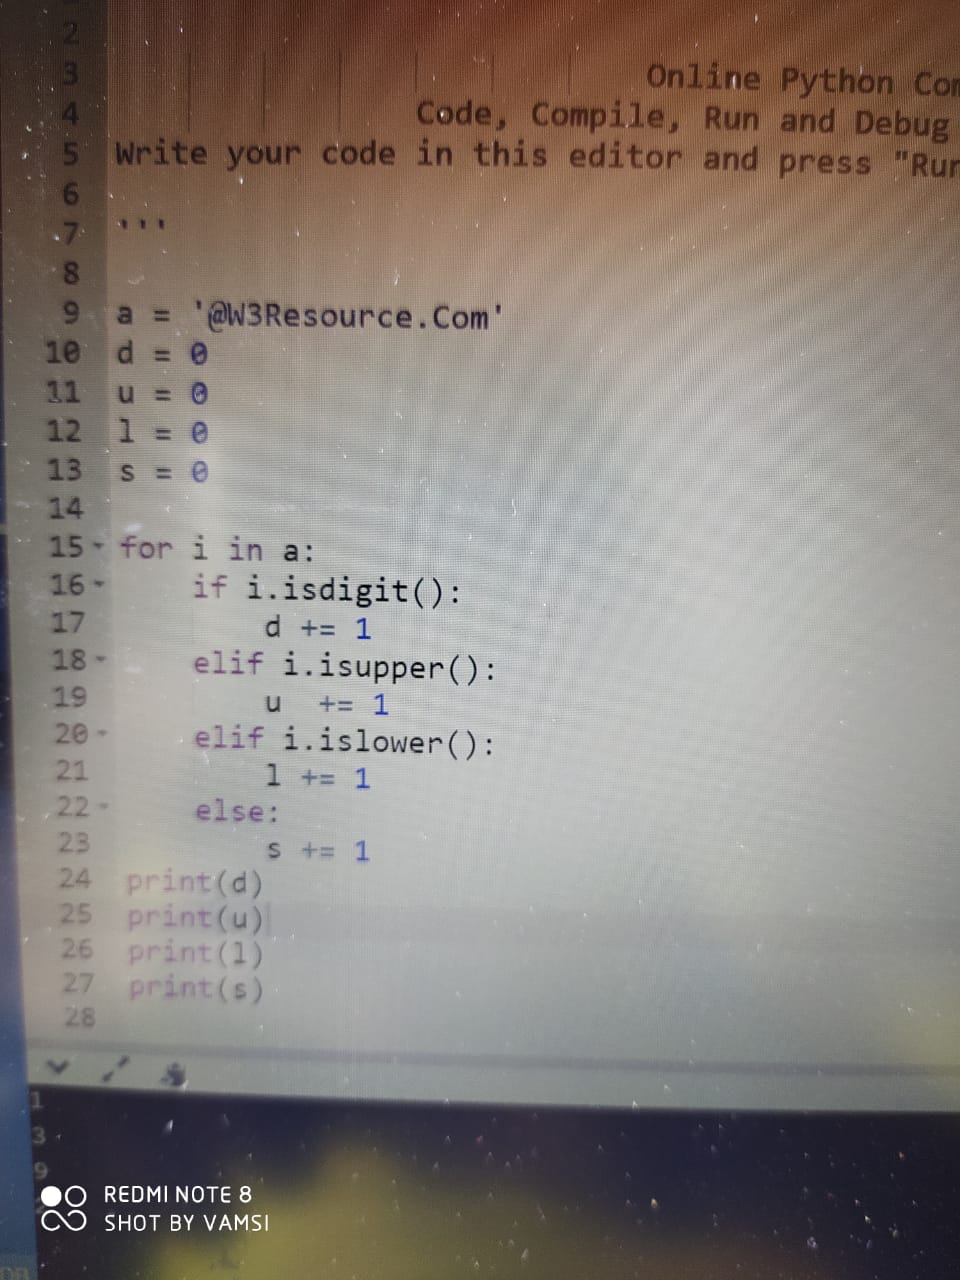 2
3 Online Python Com
4 Code, Compile, Run and Debug
5 Write your code in this editor and press "Run
6
7 '''
8
9 a = '@W3Resource.Com'
10 d = 0
11 u = 0
12 l = 0
13 s = 0
14
15 for i in a:
16 if i.isdigit():
17 d += 1
18 elif i.isupper():
19 u += 1
20 elif i.islower():
21 l += 1
22 else:
23 s += 1
24 print(d)
25 print(u)
26 print(l)
27 print(s)
28
1
3
9
REDMI NOTE 8
SHOT BY VAMSI